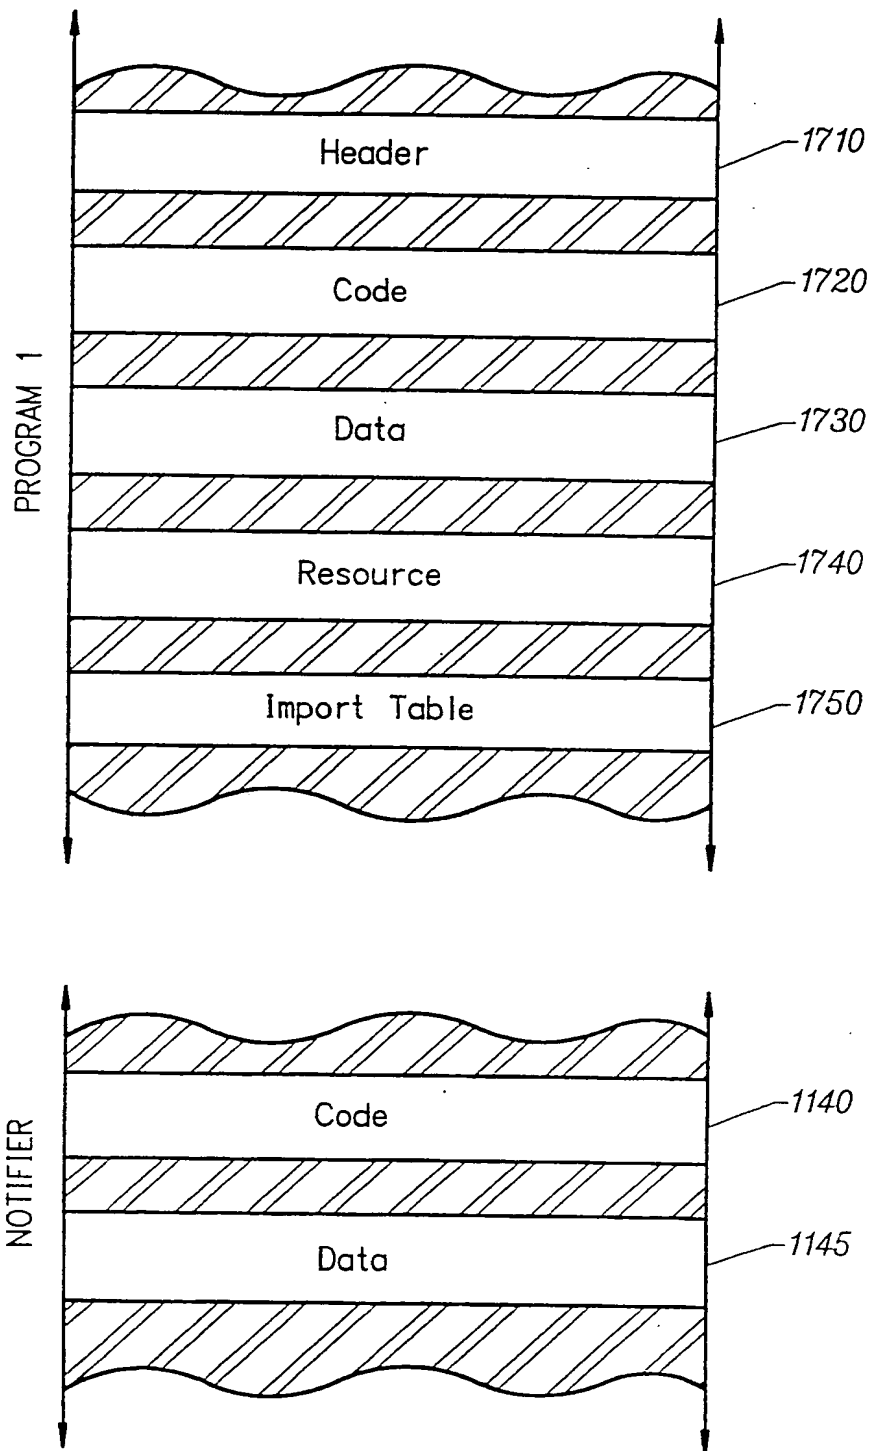 PROGRAM 1
Header
1710
Code
1720
Data
1730
Resource
1740
Import Table
1750
NOTIFIER
Code
1140
Data
1145